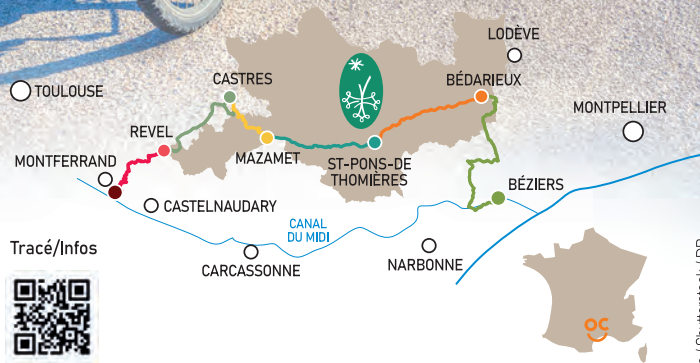 LODÈVE
CASTRES
BÉDARIEUX
TOULOUSE
MONTPELLIER
REVEL
MAZAMET
ST-PONS-DE
THOMIÈRES
MONTFERRAND
BÉZIERS
CASTELNAUDARY
CANAL
DU MIDI
Tracé/Infos
CARCASSONNE
NARBONNE
oc